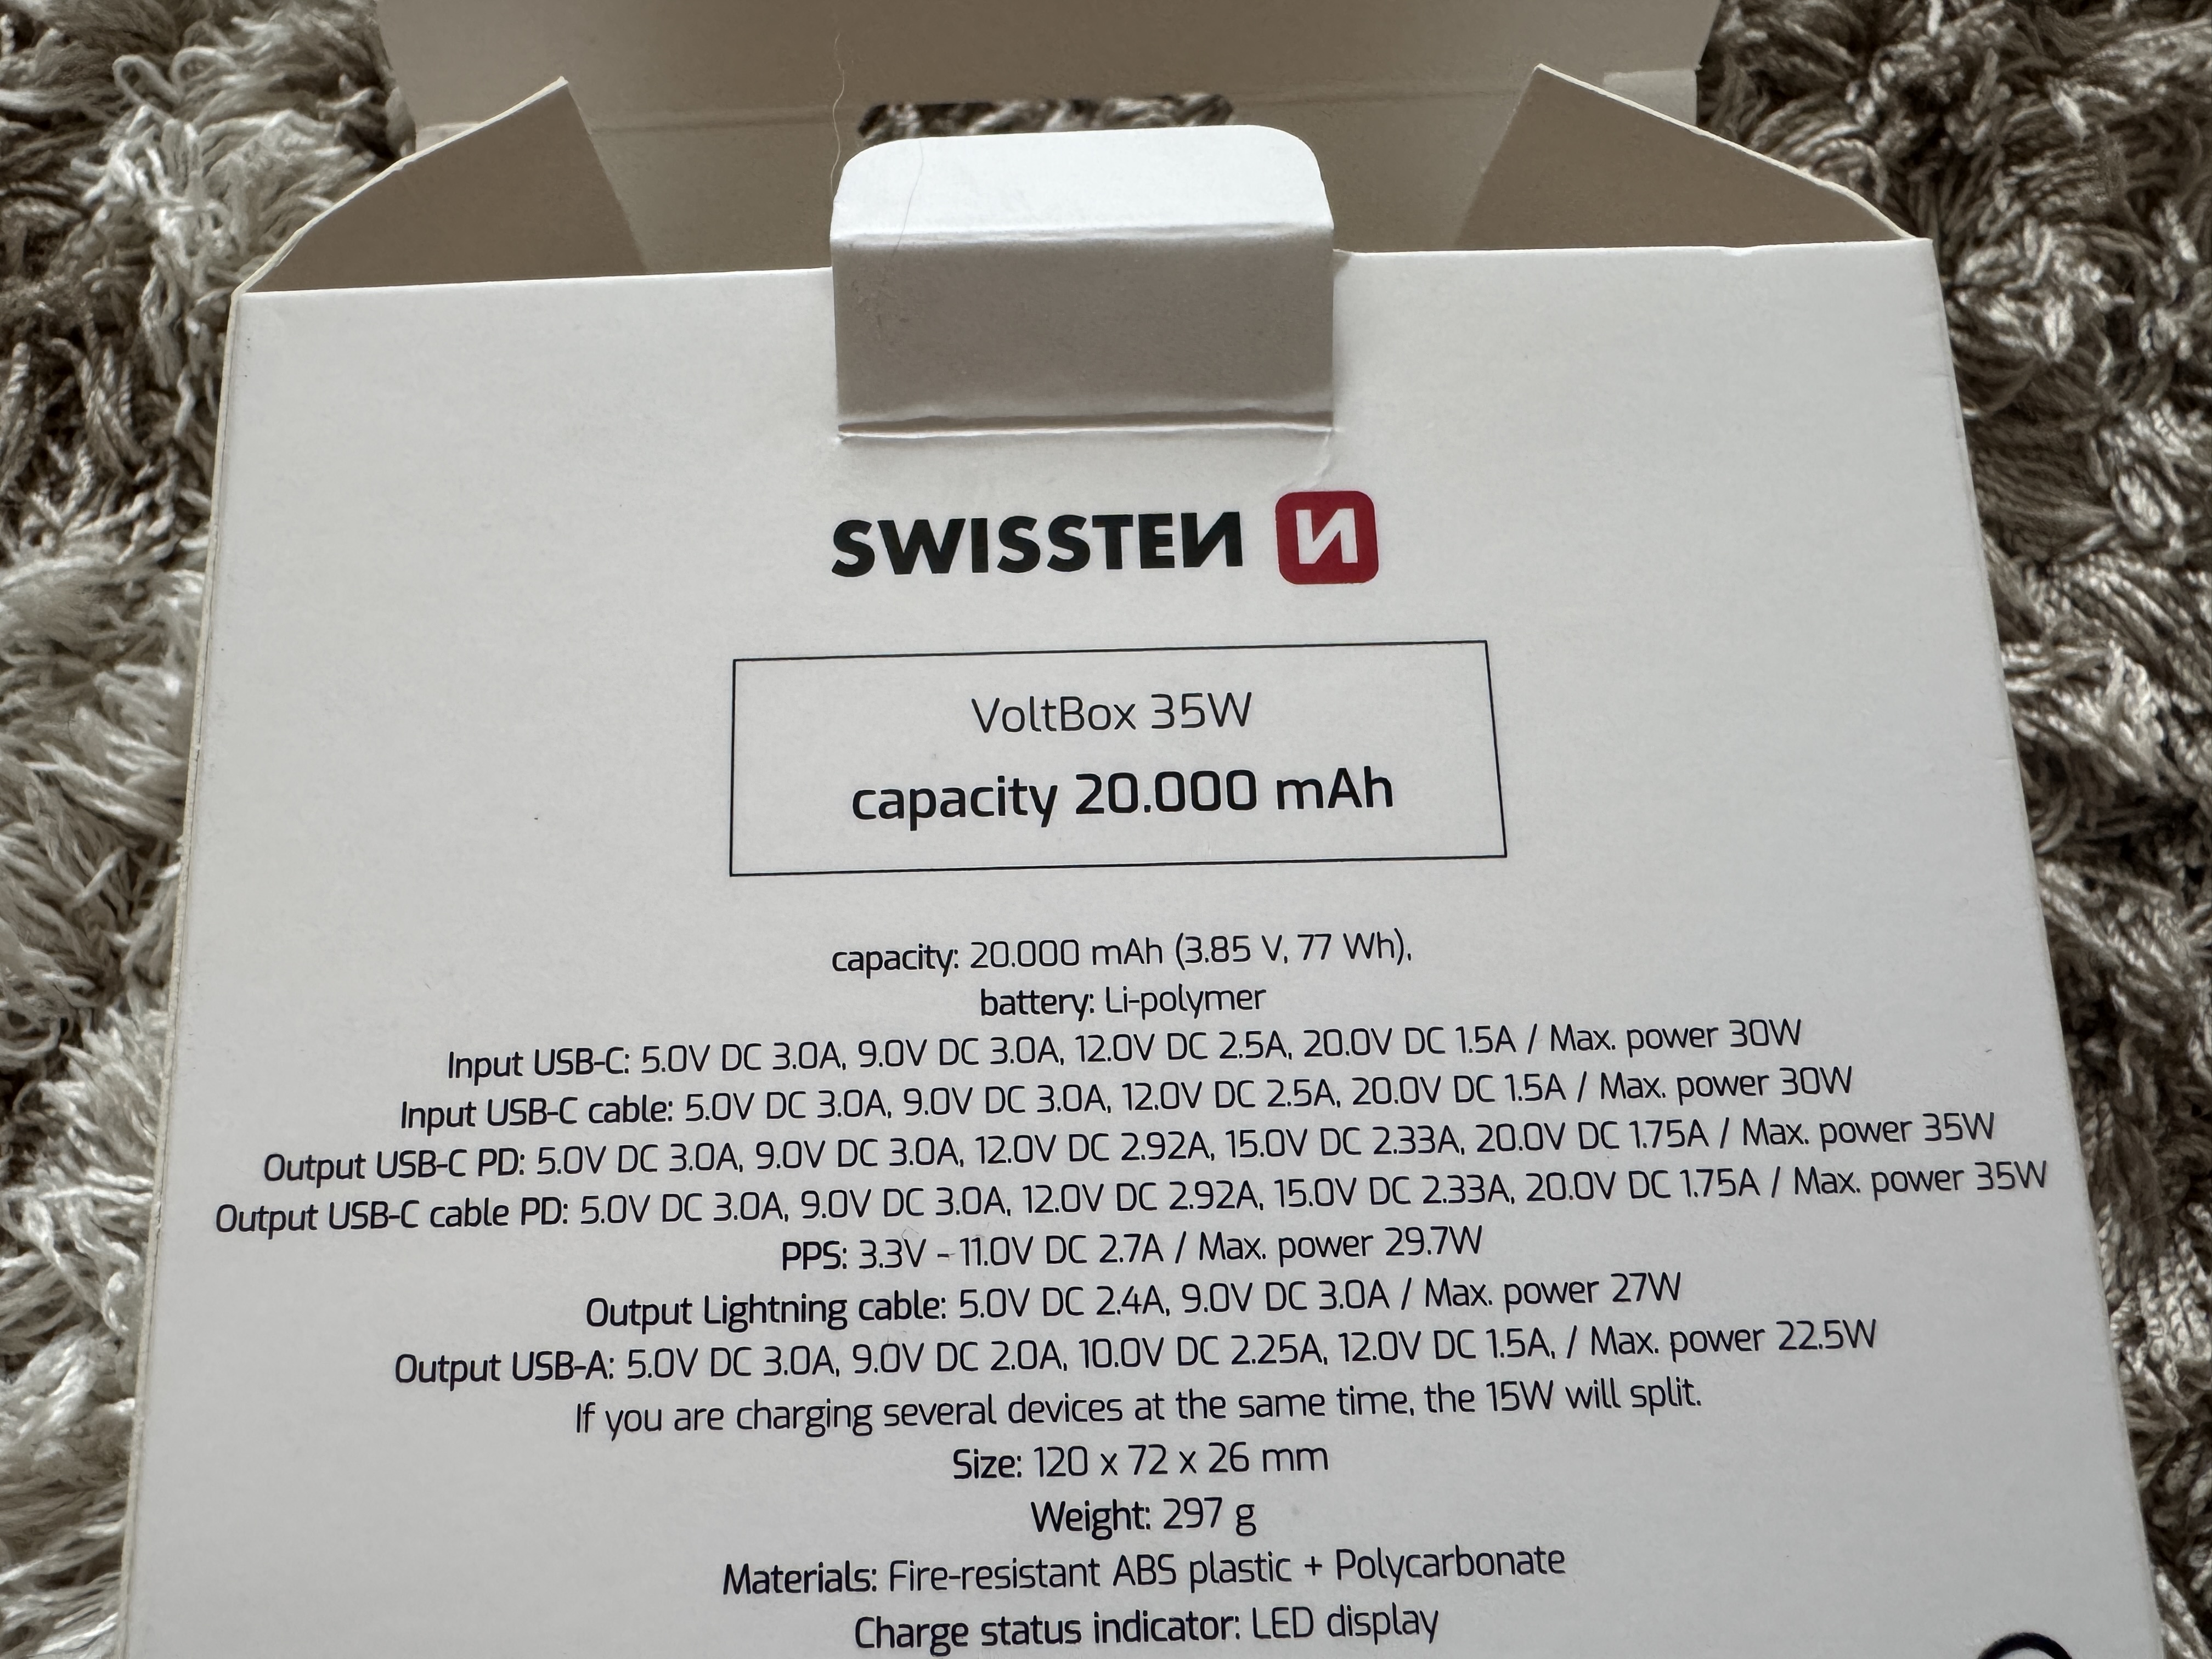 SWISSTEN N
VoltBox 35W
capacity 20.000 mAh
capacity: 20.000 mAh (3.85 V, 77 Wh),
battery: Li-polymer
Input USB-C: 5.0V DC 3.0A, 9.0V DC 3.0A, 12.0V DC 2.5A, 20.0V DC 1.5A / Max. power 30W
Input USB-C cable: 5.0V DC 3.0A, 9.0V DC 3.0A, 12.0V DC 2.5A, 20.0V DC 1.5A / Max. power 30W
Output USB-C PD: 5.0V DC 3.0A, 9.0V DC 3.0A, 12.0V DC 2.92A, 15.0V DC 2.33A, 20.0V DC 1.75A / Max. power 35W
Output USB-C cable PD: 5.0V DC 3.0A, 9.0V DC 3.0A, 12.0V DC 2.92A, 15.0V DC 2.33A, 20.0V DC 1.75A / Max. power 35W
PPS: 3.3V - 11.0V DC 2.7A / Max. power 29.7W
Output Lightning cable: 5.0V DC 2.4A, 9.0V DC 3.0A / Max. power 27W
Output USB-A: 5.0V DC 3.0A, 9.0V DC 2.0A, 10.0V DC 2.25A, 12.0V DC 1.5A, / Max. power 22.5W
If you are charging several devices at the same time, the 15W will split.
Size: 120 x 72 x 26 mm
Weight: 297 g
Materials: Fire-resistant ABS plastic + Polycarbonate
Charge status indicator: LED display